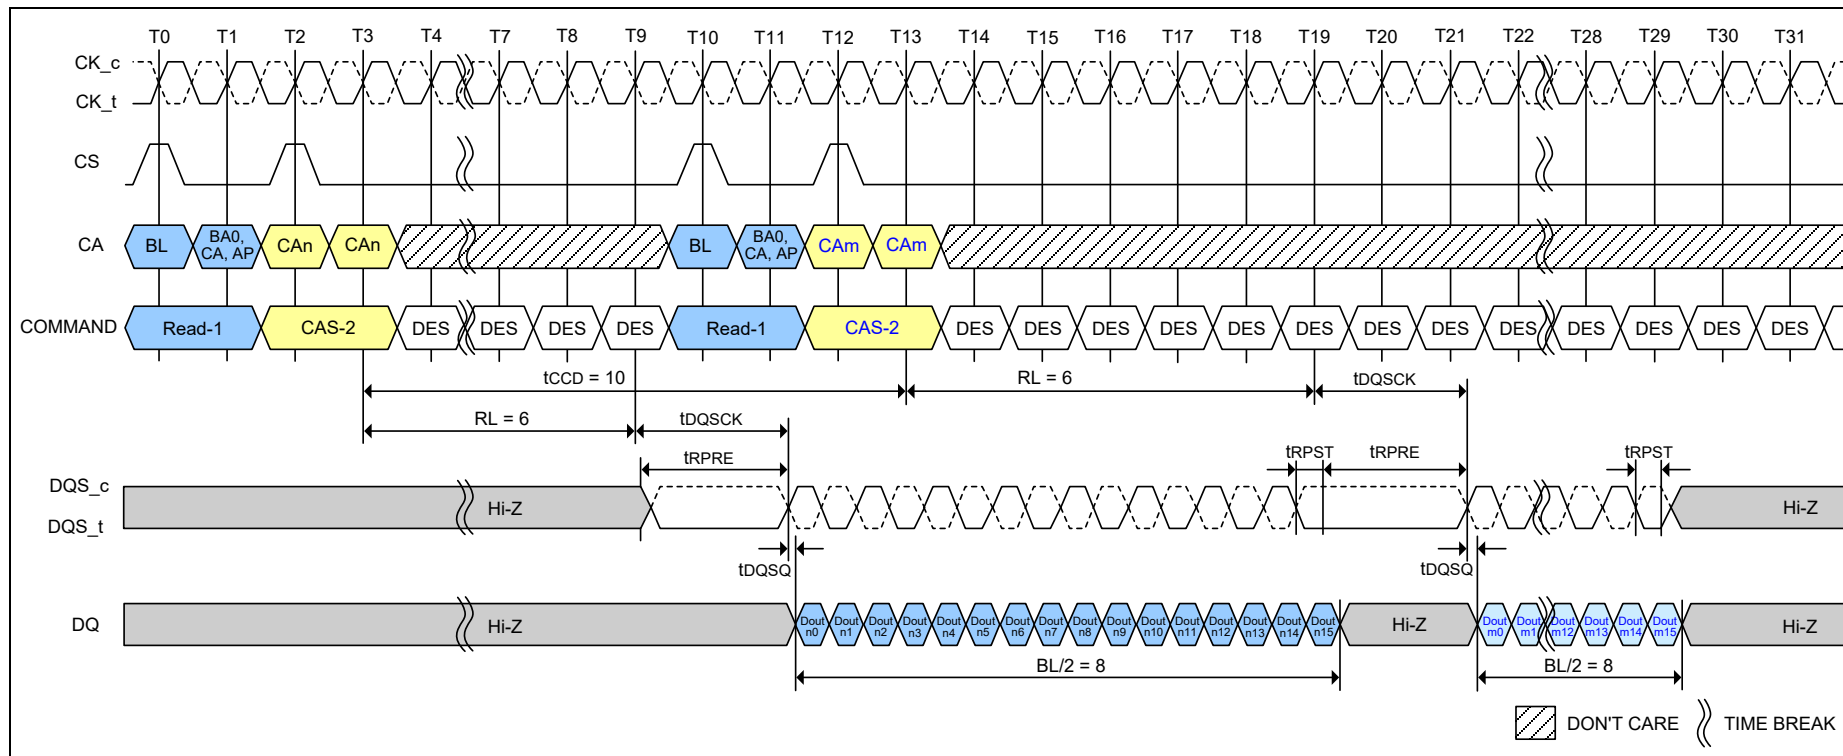 T0 T1 T2 T3 T4 T7 T8 T9 T10 T11 T12 T13 T14 T15 T16 T17 T18 T19 T20 T21 T22 T28 T29 T30 T31
CK_c
CK_t
CS
CA BL BA0, CA, AP CAn CAn BL BA0, CA, AP CAm CAm
COMMAND Read-1 CAS-2 DES DES DES DES Read-1 CAS-2 DES DES DES DES DES DES DES DES DES DES DES DES DES
tCCD = 10 RL = 6 tDQSCK
RL = 6 tDQSCK
tRPRE tRPST tRPRE tRPST
DQS_c
Hi-Z Hi-Z
DQS_t
tDQSQ tDQSQ
DQ Hi-Z Dout n0 Dout n1 Dout n2 Dout n3 Dout n4 Dout n5 Dout n6 Dout n7 Dout n8 Dout n9 Dout n10 Dout n11 Dout n12 Dout n13 Dout n14 Dout n15 Hi-Z Dout m0 Dout m1 Dout m12 Dout m13 Dout m14 Dout m15 Hi-Z
BL/2 = 8 BL/2 = 8
DON'T CARE TIME BREAK